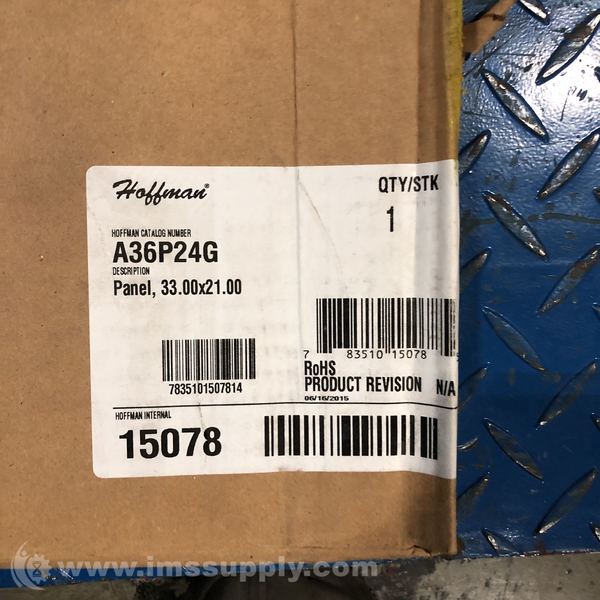 Hoffman®
QTY/STK
1
HOFFMAN CATALOG NUMBER
A36P24G
DESCRIPTION
Panel, 33.00x21.00
7835101507814
7 83510 15078
RoHS
PRODUCT REVISION N/A
06/16/2015
HOFFMAN INTERNAL
15078
www.imssupply.com